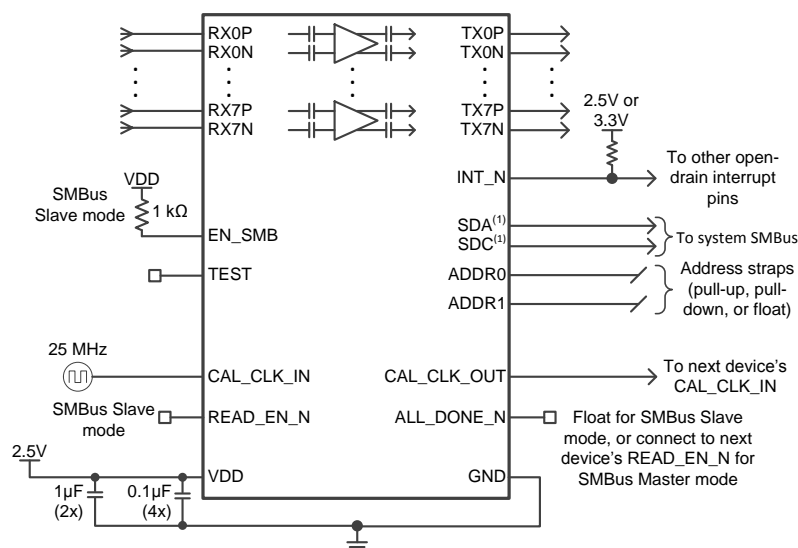 RX0P
RX0N
RX7P
RX7N
TX0P
TX0N
TX7P
TX7N
2.5V or
3.3V
INT_N
To other open-
drain interrupt
pins
VDD
SMBus
Slave mode
1 kΩ
EN_SMB
SDA(1)
SDC(1)
To system SMBus
TEST
ADDR0
ADDR1
Address straps
(pull-up, pull-
down, or float)
25 MHz
CAL_CLK_IN
CAL_CLK_OUT
To next device's
CAL_CLK_IN
SMBus Slave
mode
READ_EN_N
ALL_DONE_N
Float for SMBus Slave
mode, or connect to next
device's READ_EN_N for
SMBus Master mode
2.5V
VDD
GND
1μF
(2x)
0.1μF
(4x)